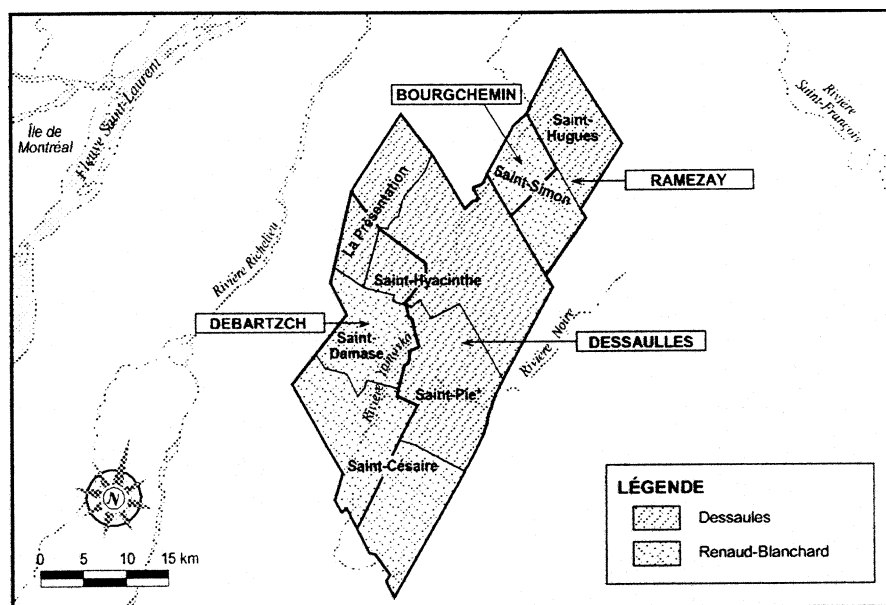 Île de
Montréal
Fleuve Saint-Laurent
Rivière Richelieu
Rivière
Saint-François
BOURGCHEMIN
Saint-
Hugues
Saint-Simon
RAMEZAY
La Présentation
Saint-Hyacinthe
DEBARTZCH
Saint-
Damase
Rivière Yamaska
DESSAULLES
Rivière Noire
Saint-Pie*
Saint-Césaire
N
0 5 10 15 km
LÉGENDE
Dessaules
Renaud-Blanchard